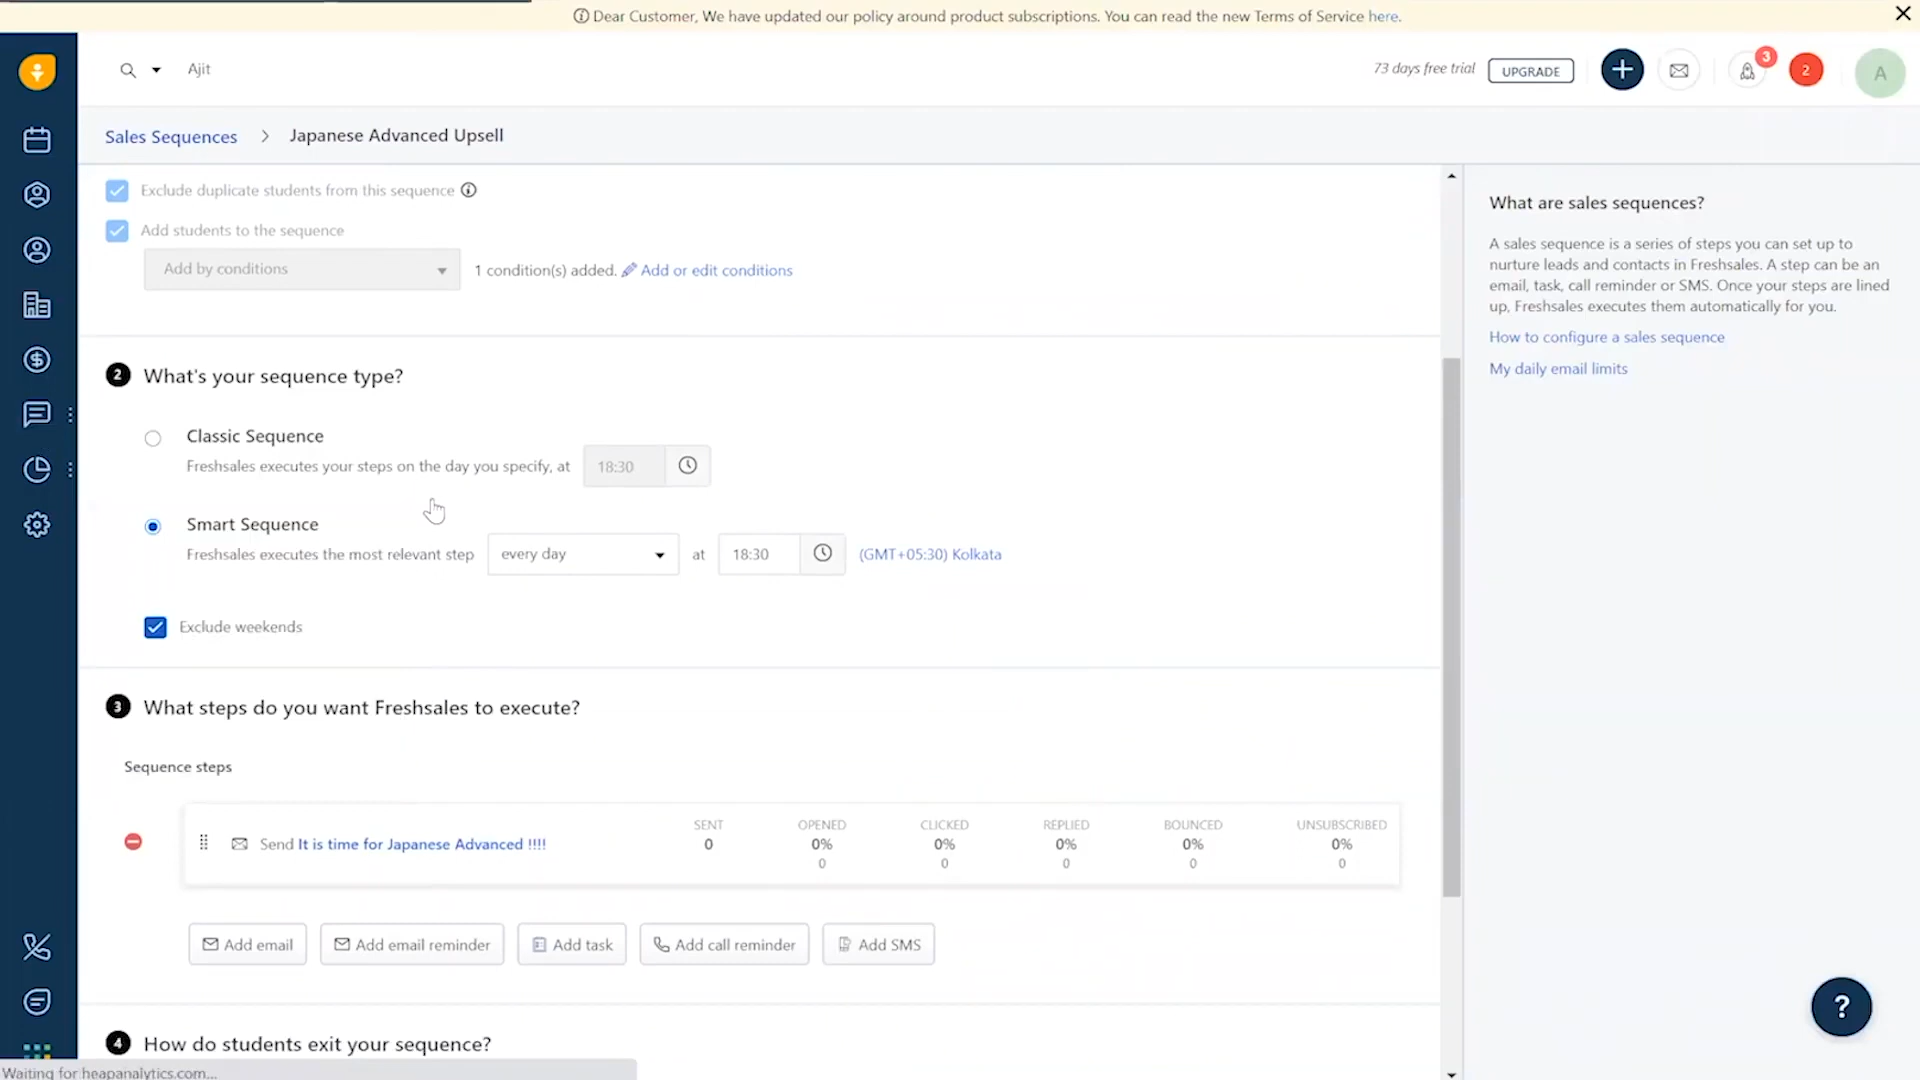 Dear Customer, We have updated our policy around product subscriptions. You can read the new Terms of Service here.
Ajit
73 days free trial
UPGRADE
3
2
A
Sales Sequences
Japanese Advanced Upsell
Exclude duplicate students from this sequence
Add students to the sequence
Add by conditions
1 condition(s) added. Add or edit conditions
2 What's your sequence type?
Classic Sequence
Freshsales executes your steps on the day you specify, at 18:30
Smart Sequence
Freshsales executes the most relevant step every day at 18:30 (GMT+05:30) Kolkata
Exclude weekends
3 What steps do you want Freshsales to execute?
Sequence steps
SENT OPENED CLICKED REPLIED BOUNCED UNSUBSCRIBED
Send It is time for Japanese Advanced !!!! 0 0% 0% 0% 0% 0%
0 0 0 0 0
Add email
Add email reminder
Add task
Add call reminder
Add SMS
4 How do students exit your sequence?
Waiting for heapanalytics.com...
What are sales sequences?
A sales sequence is a series of steps you can set up to
nurture leads and contacts in Freshsales. A step can be an
email, task, call reminder or SMS. Once your steps are lined
up, Freshsales executes them automatically for you.
How to configure a sales sequence
My daily email limits
?